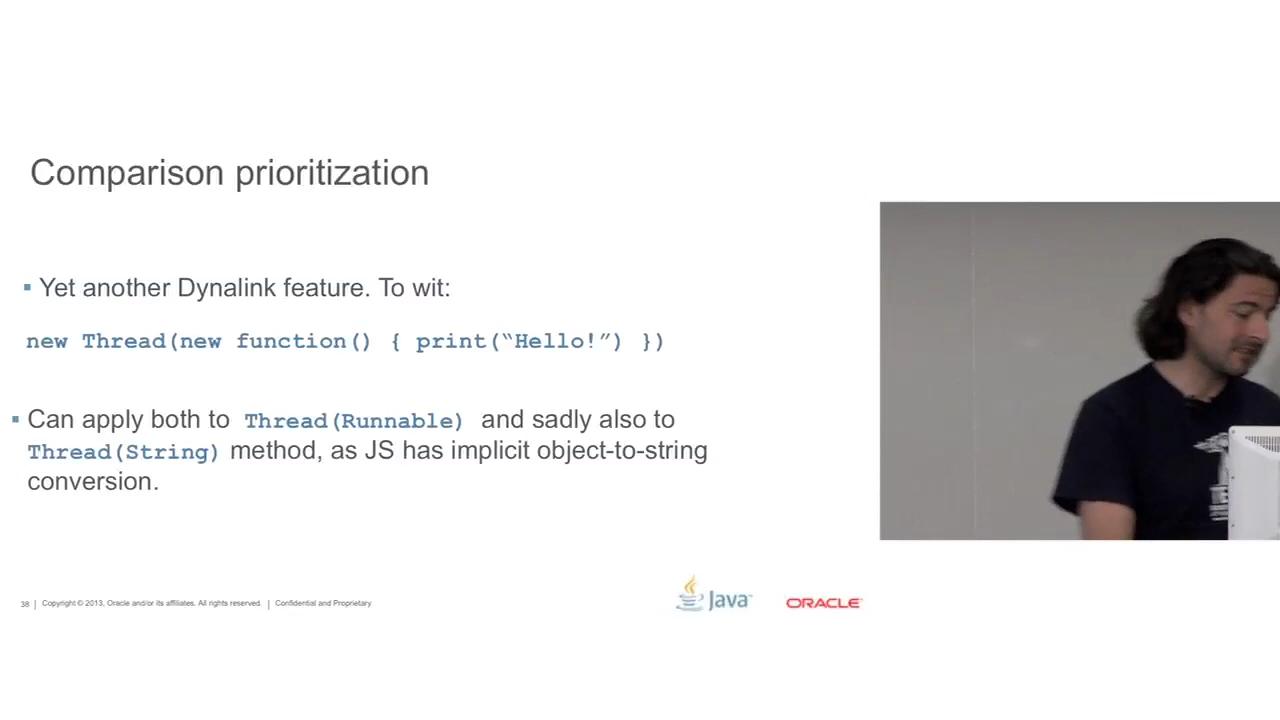 Comparison prioritization
▪ Yet another Dynalink feature. To wit:
new Thread(new function() { print(“Hello!”) })
▪ Can apply both to Thread(Runnable) and sadly also to
Thread(String) method, as JS has implicit object-to-string
conversion.
38 | Copyright © 2013, Oracle and/or its affiliates. All rights reserved. | Confidential and Proprietary
Java™
ORACLE